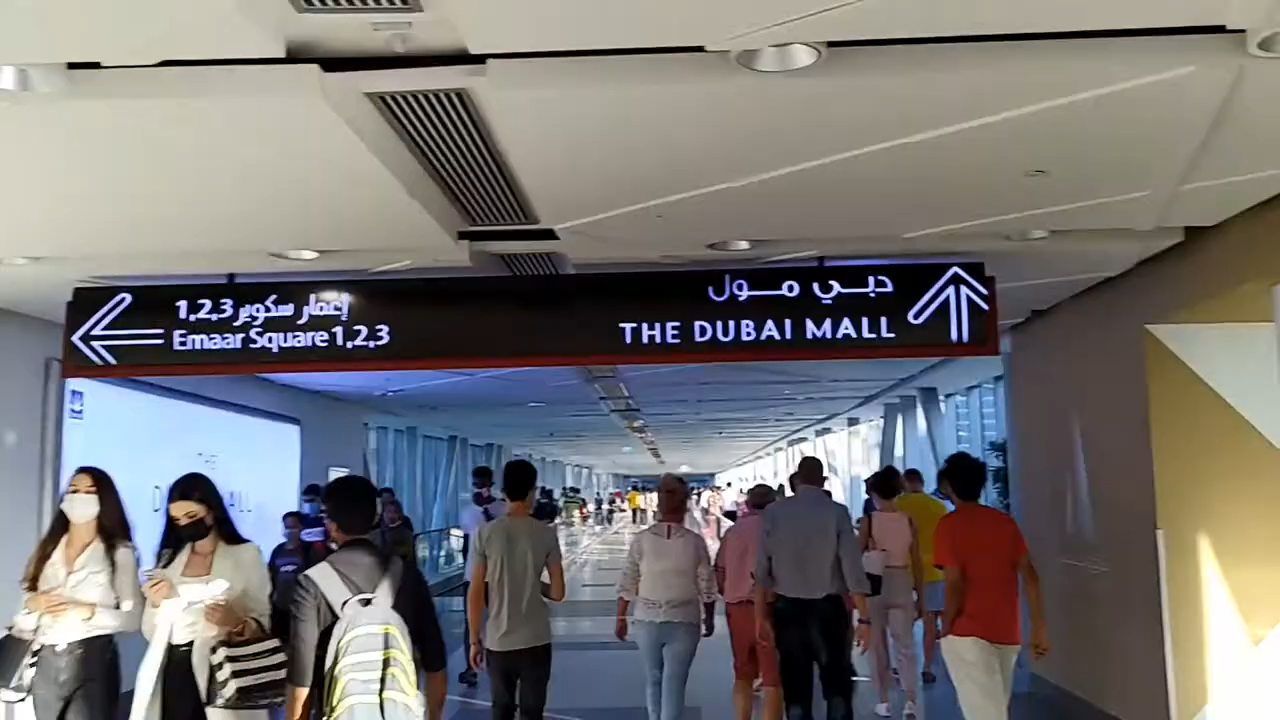 إعمار سكوير 1,2,3
Emaar Square 1,2,3
دبي مول
THE DUBAI MALL